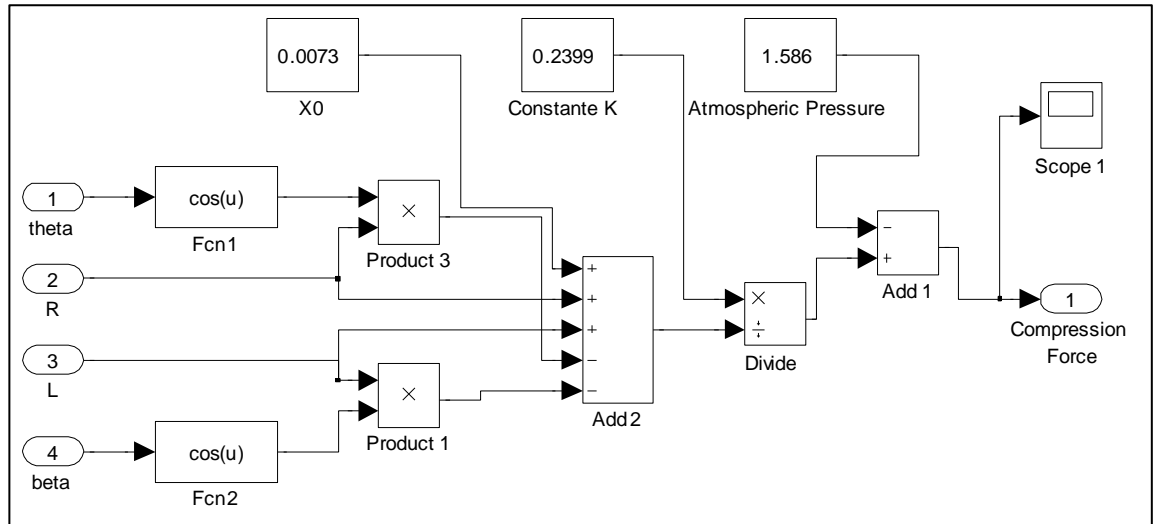 0.0073
X0
0.2399
Constante K
1.586
Atmospheric Pressure
Scope 1
1
theta
cos(u)
Fcn1
×
Product 3
2
R
3
L
4
beta
cos(u)
Fcn2
×
Product 1
+
+
+
−
−
Add 2
×
÷
Divide
−
+
Add 1
1
Compression
Force